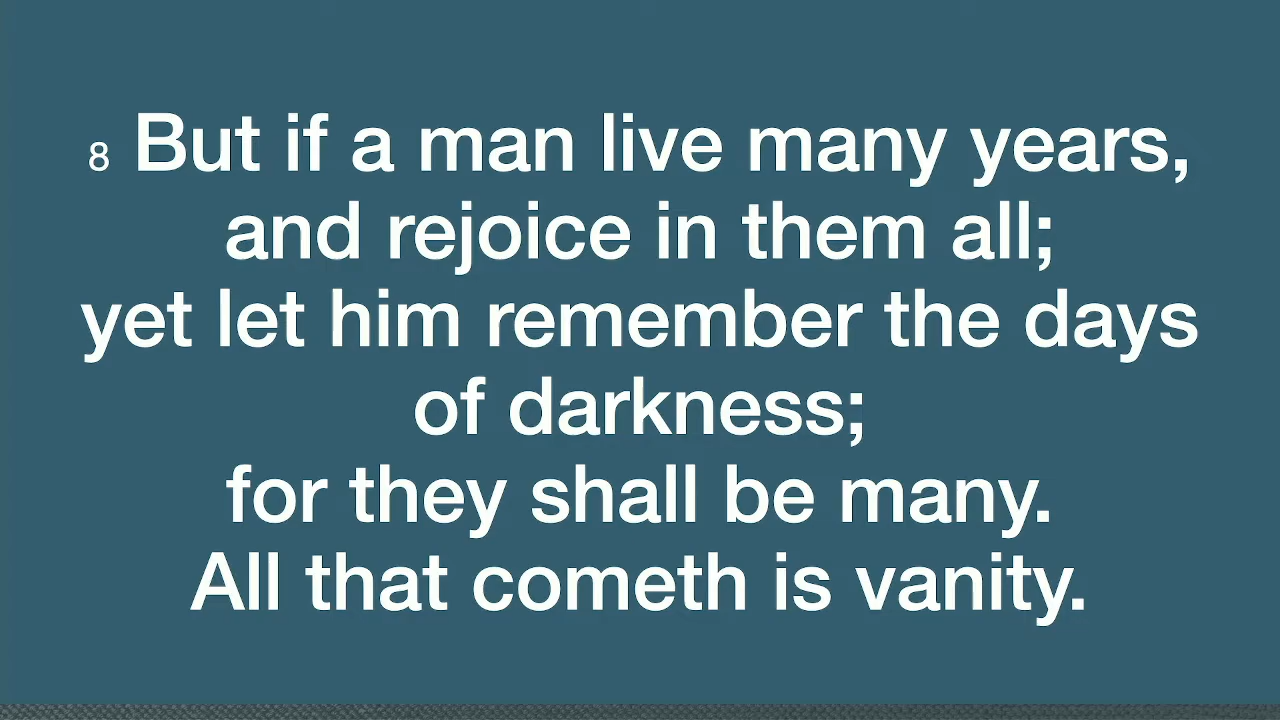 8 But if a man live many years,
and rejoice in them all;
yet let him remember the days
of darkness;
for they shall be many.
All that cometh is vanity.